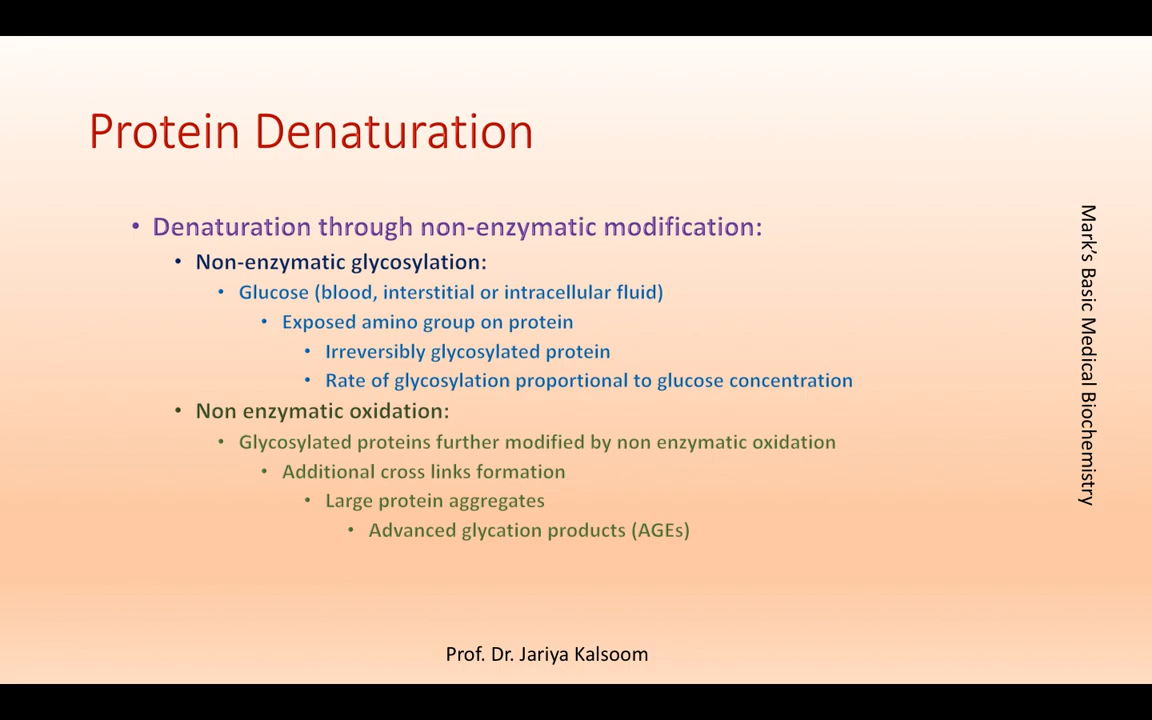 Protein Denaturation
• Denaturation through non-enzymatic modification:
• Non-enzymatic glycosylation:
• Glucose (blood, interstitial or intracellular fluid)
• Exposed amino group on protein
• Irreversibly glycosylated protein
• Rate of glycosylation proportional to glucose concentration
• Non enzymatic oxidation:
• Glycosylated proteins further modified by non enzymatic oxidation
• Additional cross links formation
• Large protein aggregates
• Advanced glycation products (AGEs)
Mark's Basic Medical Biochemistry
Prof. Dr. Jariya Kalsoom